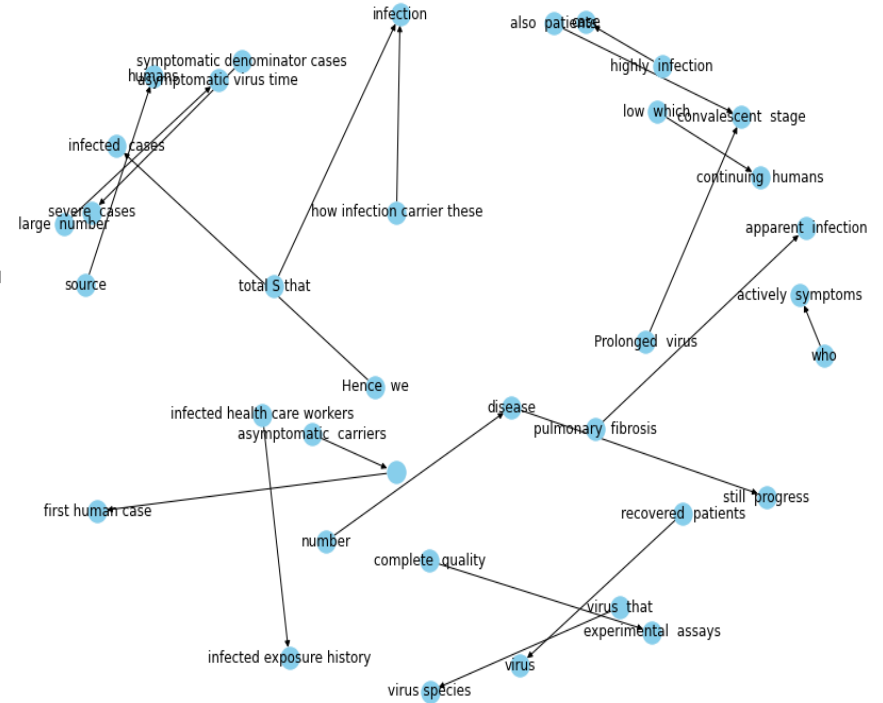 infection
also patients
case
symptomatic denominator cases
humans
asymptomatic virus time
highly infection
low which
convalescent stage
infected cases
continuing humans
severe cases
large number
how infection carrier these
apparent infection
source
total S that
actively symptoms
Prolonged virus
who
Hence we
infected health care workers
disease
asymptomatic carriers
pulmonary fibrosis
still progress
first human case
recovered patients
number
complete quality
virus that
experimental assays
infected exposure history
virus
virus species